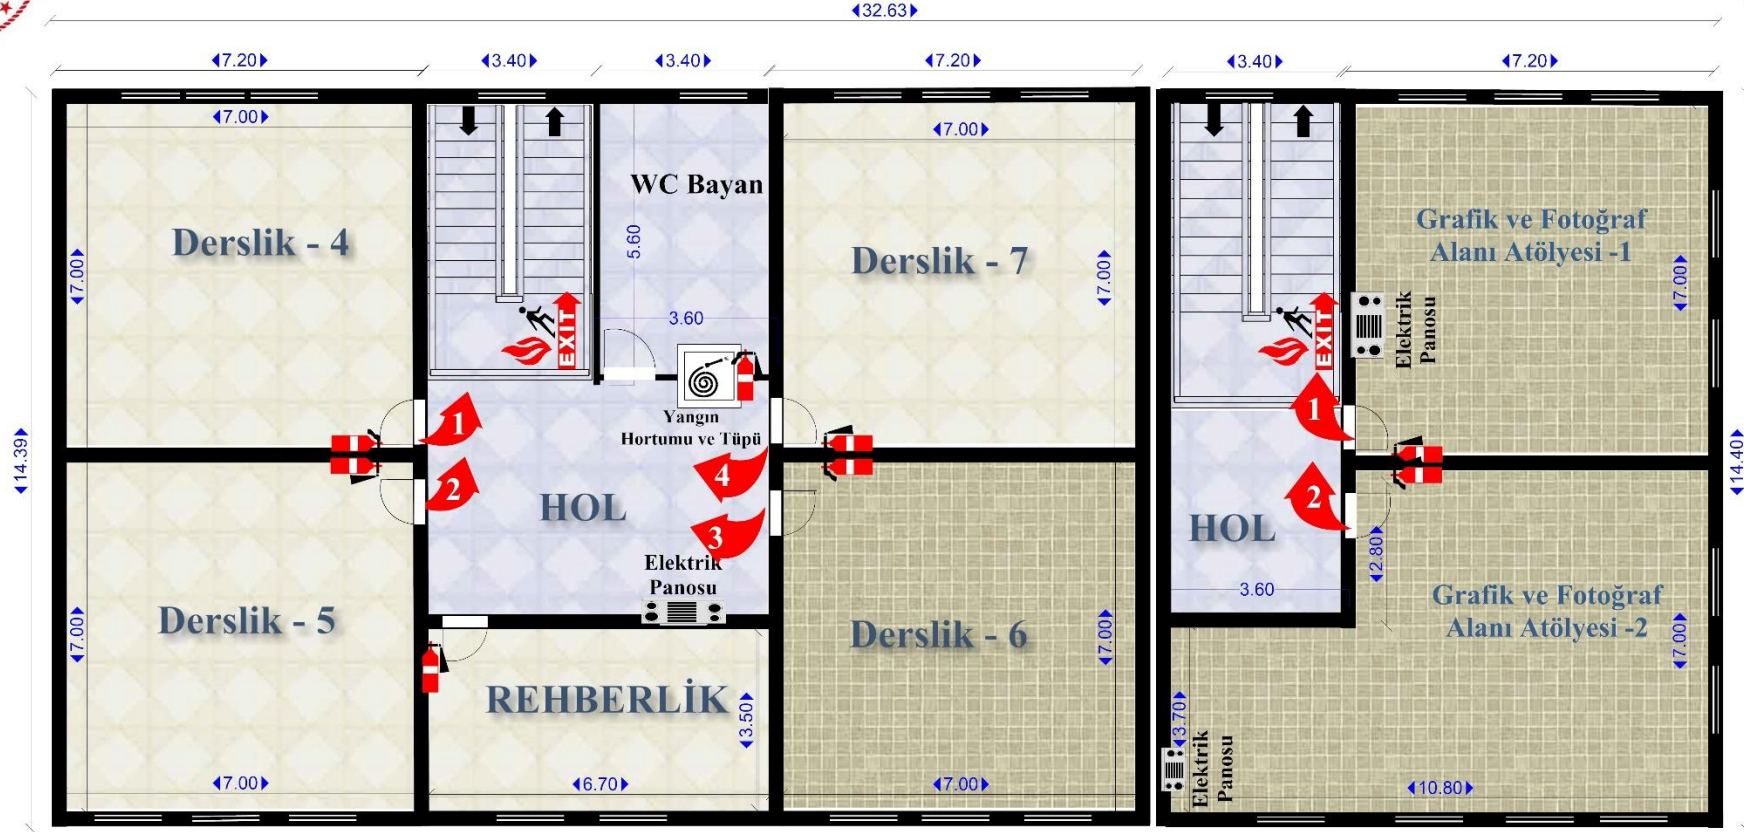 32.63
7.20
3.40
3.40
7.20
3.40
7.20
7.00
7.00
WC Bayan
Derslik - 4
7.00
5.60
Derslik - 7
7.00
Grafik ve Fotoğraf
Alanı Atölyesi -1
7.00
3.60
EXIT
EXIT
Elektrik
Panosu
Yangın
Hortumu ve Tüpü
1
2
4
3
1
2
14.39
14.40
HOL
HOL
2.80
3.60
Elektrik
Panosu
Derslik - 5
7.00
Derslik - 6
7.00
Grafik ve Fotoğraf
Alanı Atölyesi -2
7.00
REHBERLİK
3.50
3.70
Elektrik
Panosu
7.00
6.70
7.00
10.80